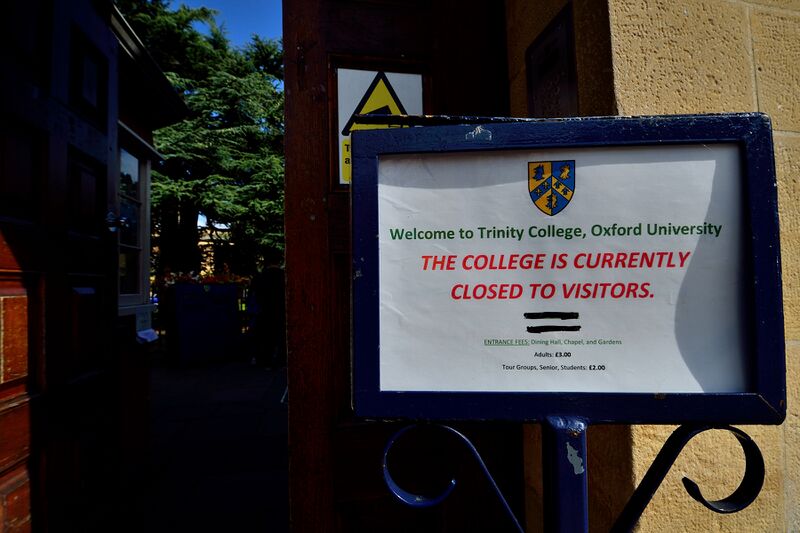 Welcome to Trinity College, Oxford University
THE COLLEGE IS CURRENTLY
CLOSED TO VISITORS.
ENTRANCE FEES: Dining Hall, Chapel, and Gardens
Adults: £3.00
Tour Groups, Senior, Students: £2.00